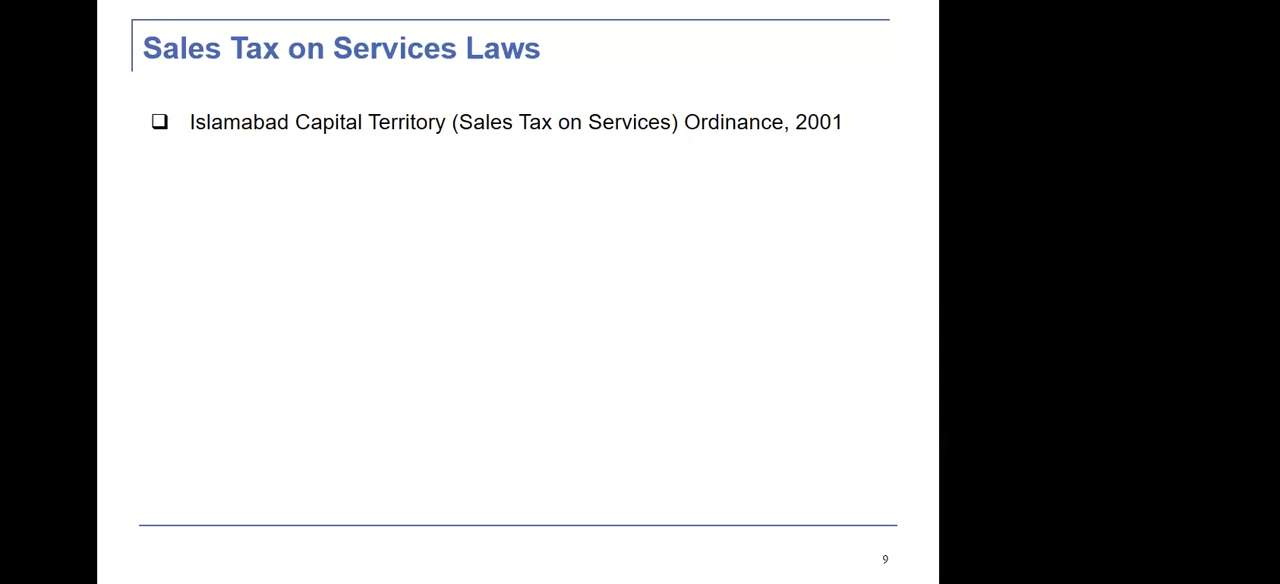 Sales Tax on Services Laws
❑ Islamabad Capital Territory (Sales Tax on Services) Ordinance, 2001
9